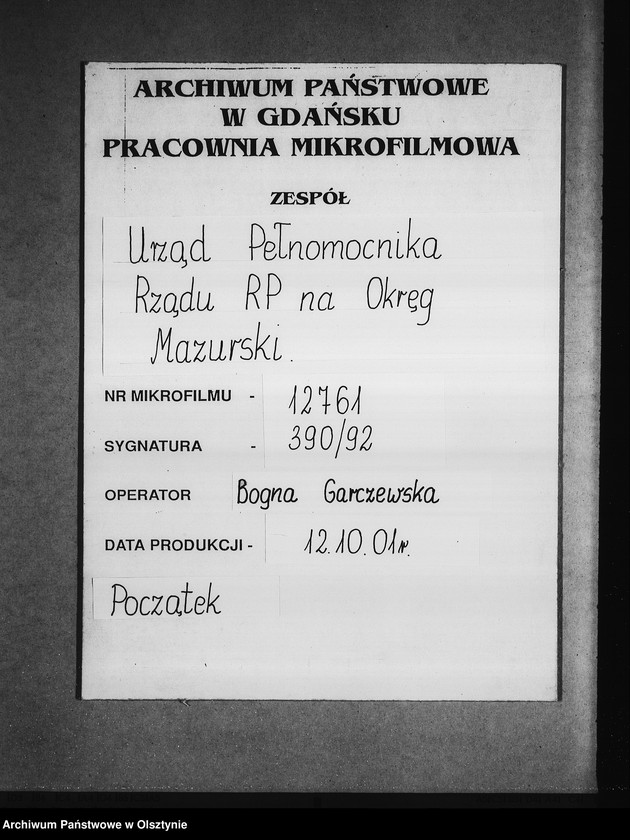 ARCHIWUM PAŃSTWOWE
W GDAŃSKU
PRACOWNIA MIKROFILMOWA
ZESPÓŁ
Urząd Pełnomocnika
Rządu RP na Okręg
Mazurski.
NR MIKROFILMU - 12761
SYGNATURA - 390/92
OPERATOR Bogna Garczewska
DATA PRODUKCJI - 12.10.01r.
Początek
Archiwum Państwowe w Olsztynie